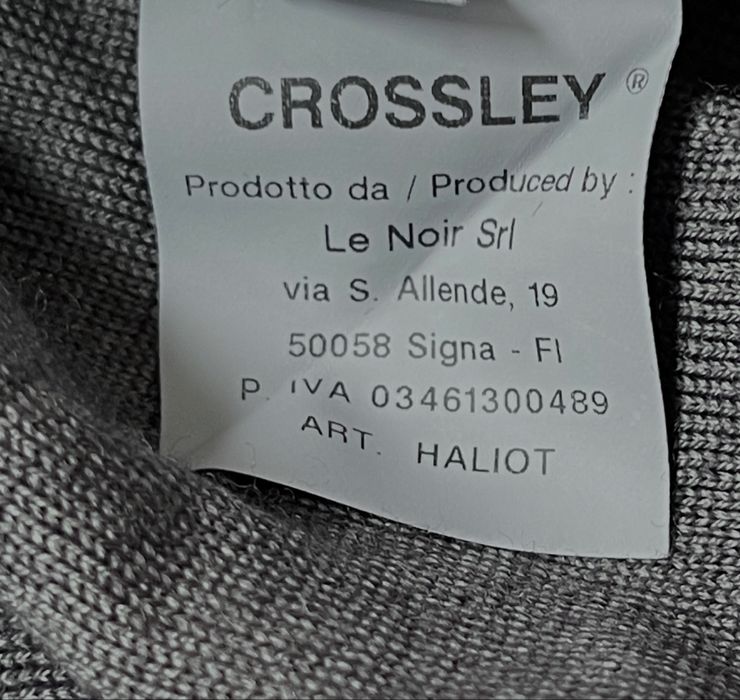 CROSSLEY ®
Prodotto da / Produced by :
Le Noir Srl
via S. Allende, 19
50058 Signa - FI
P. IVA 03461300489
ART. HALIOT